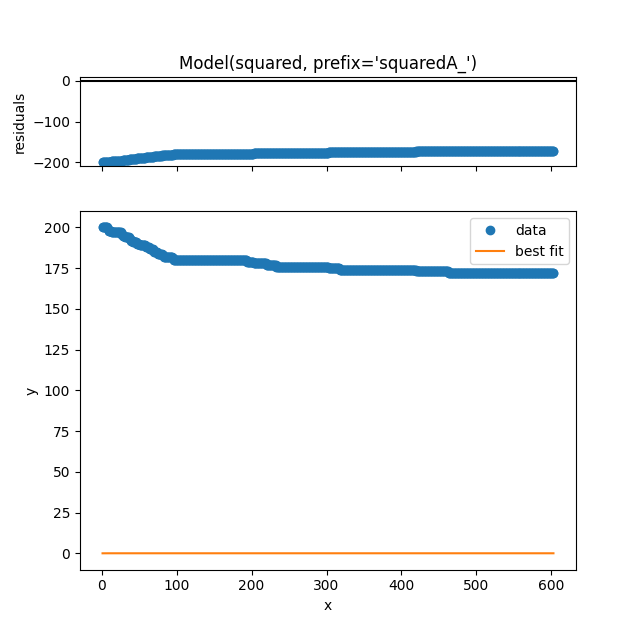 Model(squared, prefix='squaredA_')
0
−100
−200
residuals
200
175
150
125
100
75
50
25
0
y
data
best fit
0 100 200 300 400 500 600
x